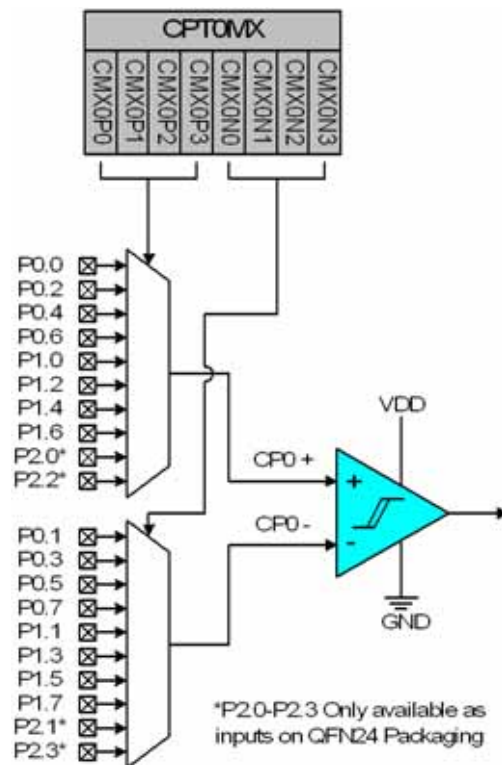 CPT0MX
CMX0P0
CMX0P1
CMX0P2
CMX0P3
CMX0N0
CMX0N1
CMX0N2
CMX0N3
P0.0
P0.2
P0.4
P0.6
P1.0
P1.2
P1.4
P1.6
P2.0*
P2.2*
VDD
CP0 +
+
CP0 -
-
GND
P0.1
P0.3
P0.5
P0.7
P1.1
P1.3
P1.5
P1.7
P2.1*
P2.3*
*P2.0-P2.3 Only available as
inputs on QFN24 Packaging